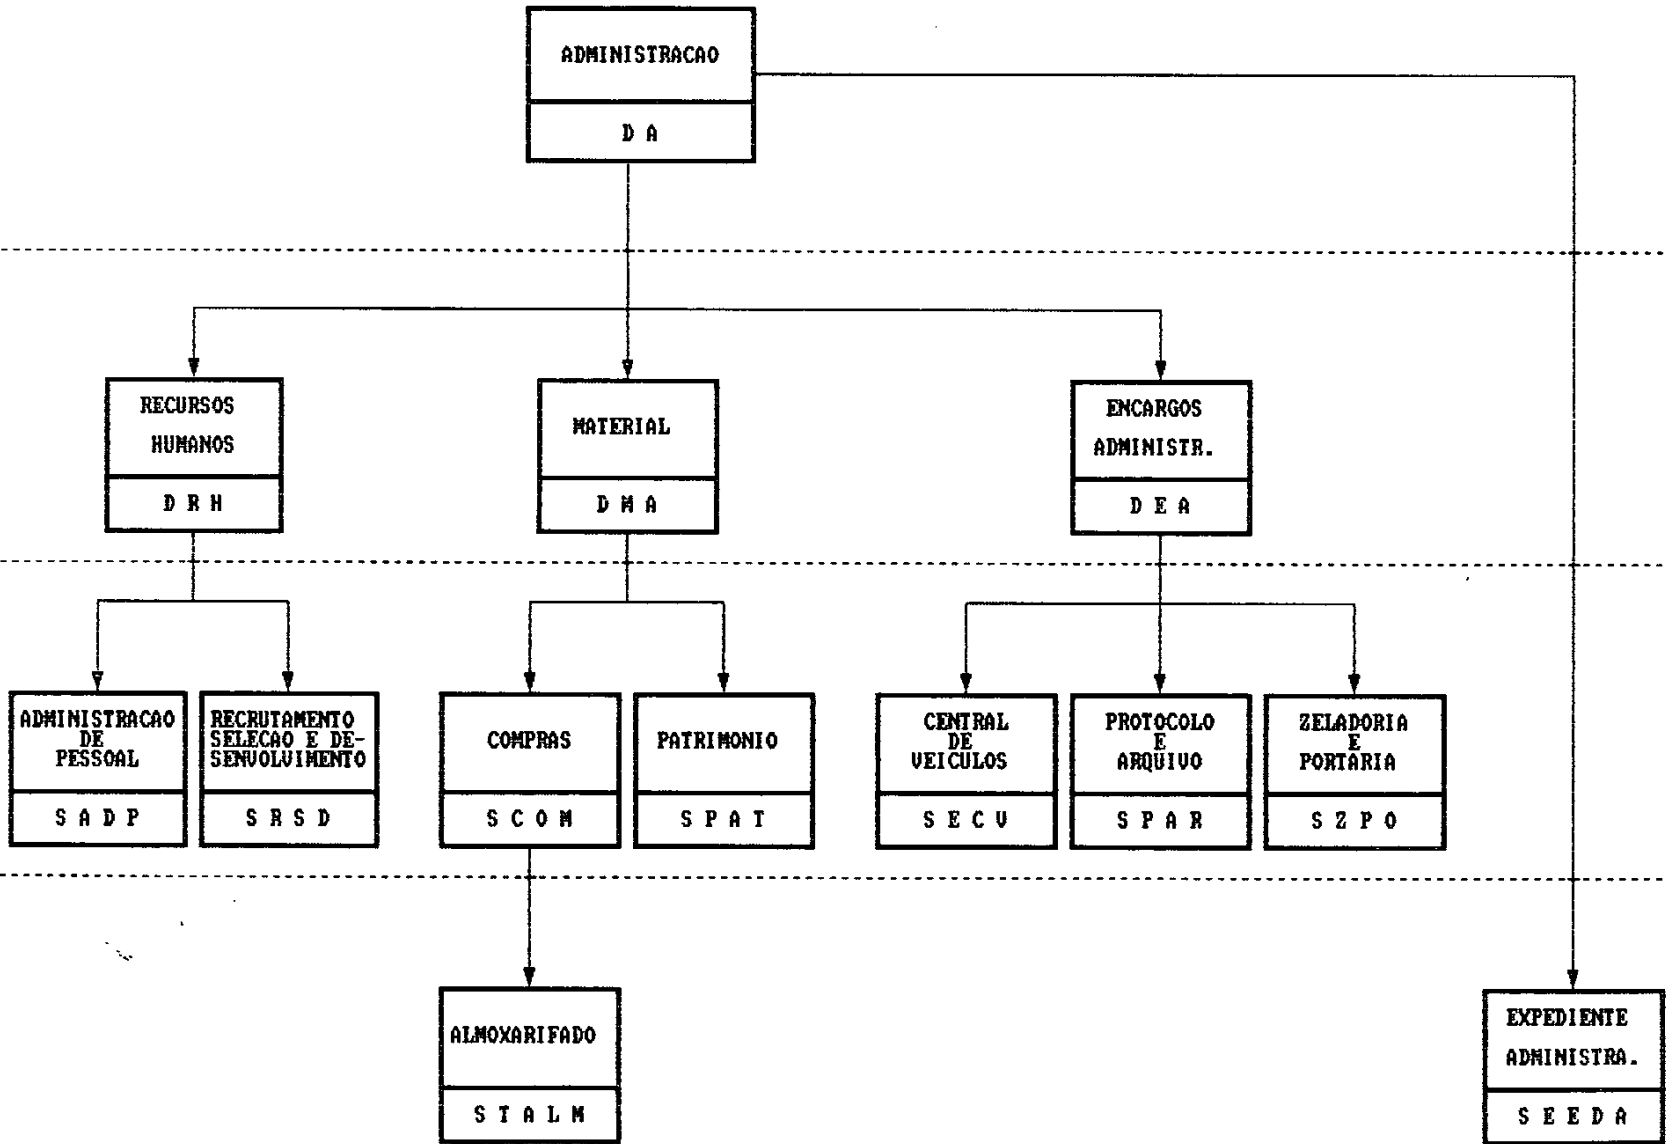 ADMINISTRACAO
D A
RECURSOS
HUMANOS
D R H
MATERIAL
D M A
ENCARGOS
ADMINISTR.
D E A
ADMINISTRACAO
DE
PESSOAL
S A D P
RECRUTAMENTO
SELECAO E DE-
SENVOLVIMENTO
S R S D
COMPRAS
S C O M
PATRIMONIO
S P A T
CENTRAL
DE
VEICULOS
S E C V
PROTOCOLO
E
ARQUIVO
S P A R
ZELADORIA
E
PORTARIA
S Z P O
ALMOXARIFADO
S T A L M
EXPEDIENTE
ADMINISTRA.
S E E D A